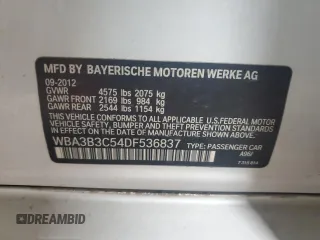 MFD BY BAYERISCHE MOTOREN WERKE AG
09-2012
GVWR 4575 lbs 2075 kg
GAWR FRONT 2169 lbs 984 kg
GAWR REAR 2544 lbs 1154 kg
THIS VEHICLE CONFORMS TO ALL APPLICABLE U.S. FEDERAL MOTOR
VEHICLE SAFETY, BUMPER, AND THEFT PREVENTION STANDARDS
IN EFFECT ON THE DATE OF MANUFACTURE SHOWN ABOVE.
WBA3B3C54DF536837 TYPE: PASSENGER CAR
A96/
DREAMBID